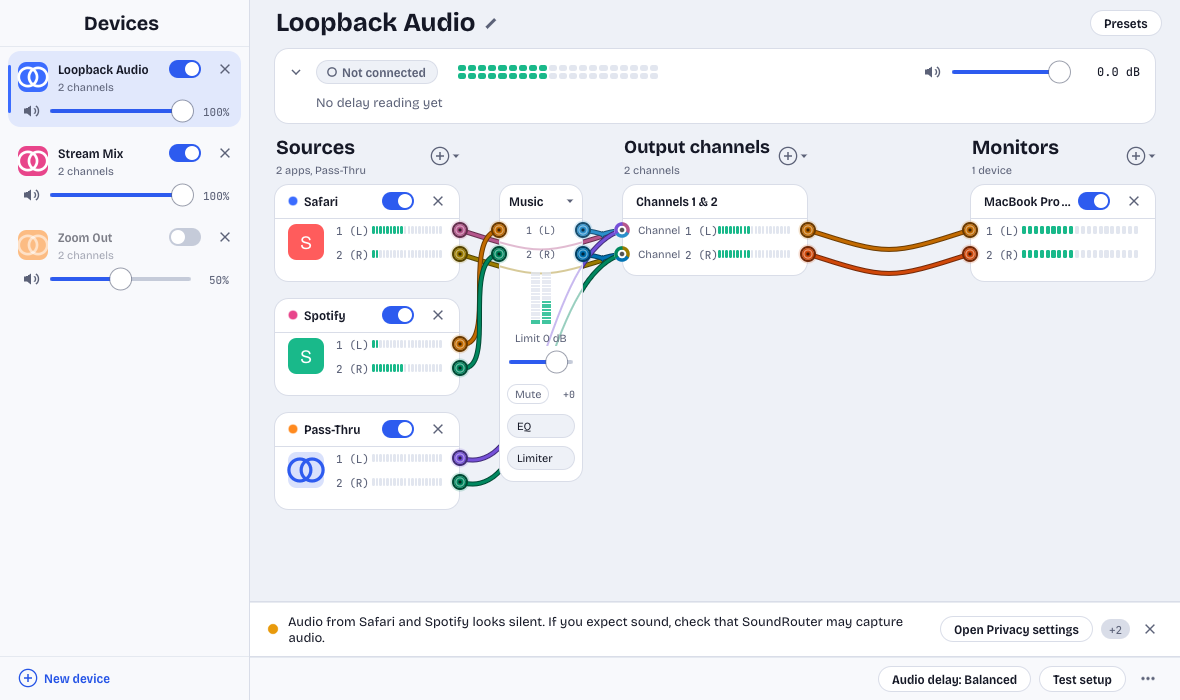 Devices
Loopback Audio
2 channels
100%
Stream Mix
2 channels
100%
Zoom Out
2 channels
50%
New device
Loopback Audio
Presets
Not connected
0.0 dB
No delay reading yet
Sources
2 apps, Pass-Thru
Output channels
2 channels
Monitors
1 device
Safari
S
1 (L)
2 (R)
Spotify
S
1 (L)
2 (R)
Pass-Thru
1 (L)
2 (R)
Music
1 (L)
2 (R)
Limit 0 dB
Mute +0
EQ
Limiter
Channels 1 & 2
Channel 1 (L)
Channel 2 (R)
MacBook Pro...
1 (L)
2 (R)
Audio from Safari and Spotify looks silent. If you expect sound, check that SoundRouter may capture
audio.
Open Privacy settings
+2
Audio delay: Balanced
Test setup